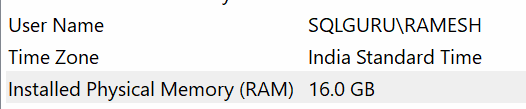 User Name SQLGURU\RAMESH
Time Zone India Standard Time
Installed Physical Memory (RAM) 16.0 GB